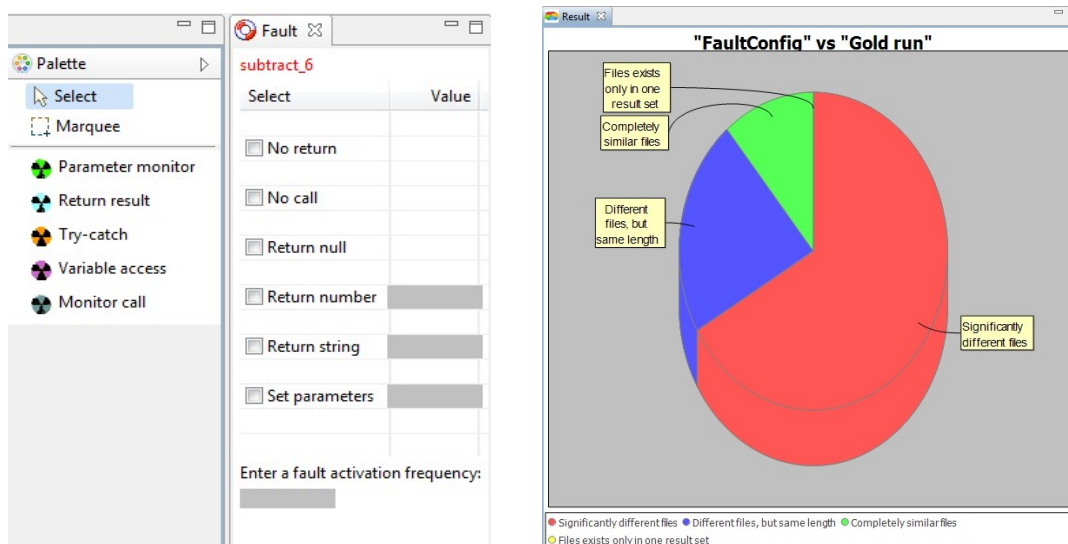 Palette
Select
Marquee
Parameter monitor
Return result
Try-catch
Variable access
Monitor call
Fault
subtract_6
Select Value
No return
No call
Return null
Return number
Return string
Set parameters
Enter a fault activation frequency:
Result
"FaultConfig" vs "Gold run"
Files exists
only in one
result set
Completely
similar files
Different
files, but
same length
Significantly
different files
Significantly different files Different files, but same length Completely similar files
Files exists only in one result set